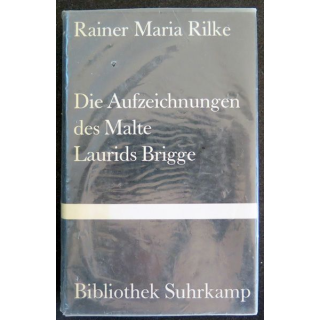 Rainer Maria Rilke
Die Aufzeichnungen
des Malte
Laurids Brigge
Bibliothek Suhrkamp